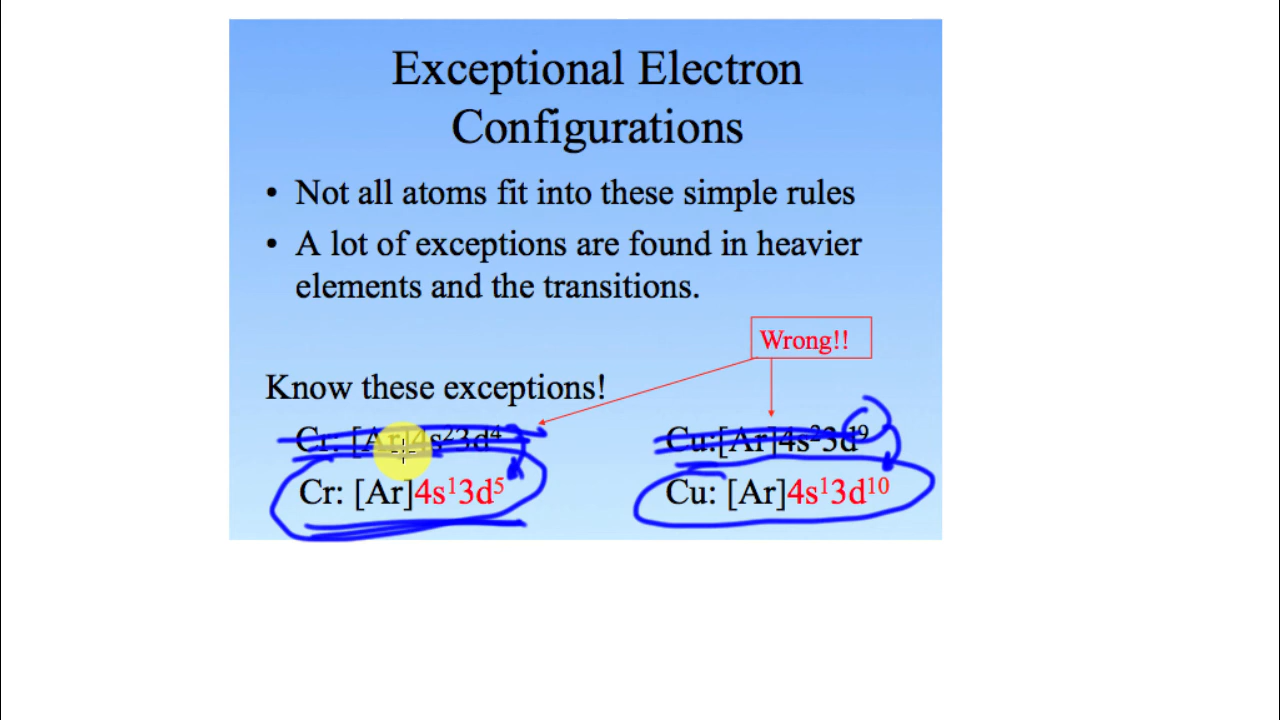 Exceptional Electron
Configurations
• Not all atoms fit into these simple rules
• A lot of exceptions are found in heavier
elements and the transitions.
Wrong!!
Know these exceptions!
Cr: [Ar]4s²3d⁴
Cu:[Ar]4s²3d⁹
Cr: [Ar]4s¹3d⁵
Cu: [Ar]4s¹3d¹⁰